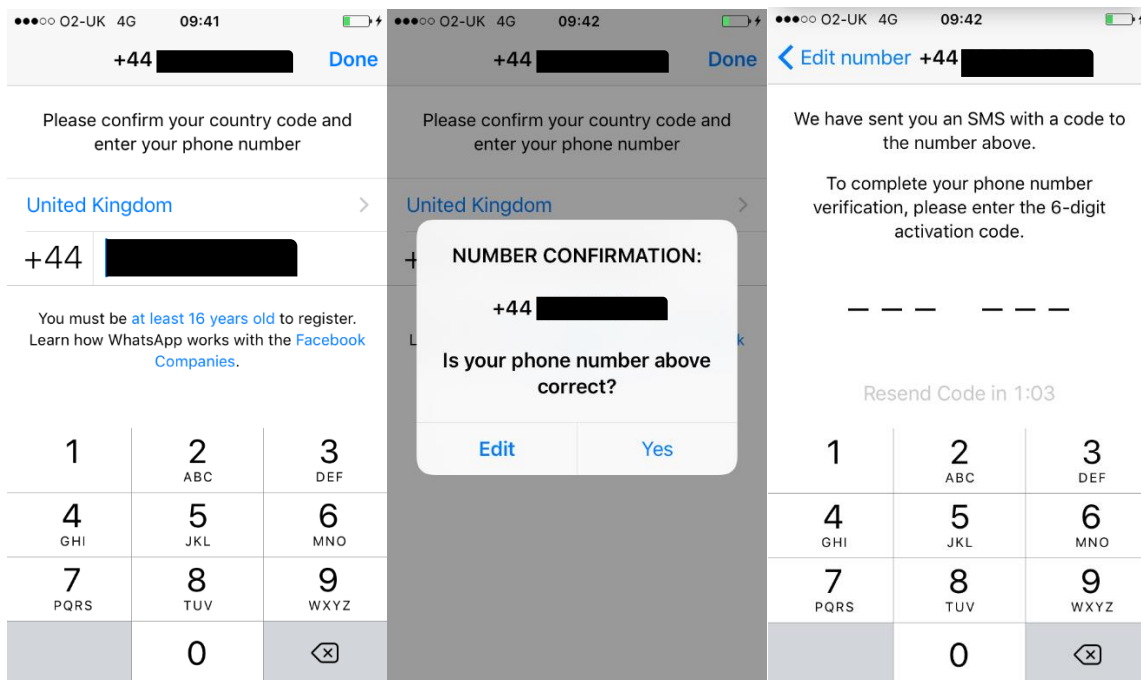 ●●●○○ O2-UK 4G 09:41
+44 Done
Please confirm your country code and
enter your phone number
United Kingdom
+44
You must be at least 16 years old to register.
Learn how WhatsApp works with the Facebook
Companies.
1 2 3
ABC DEF
4 5 6
GHI JKL MNO
7 8 9
PQRS TUV WXYZ
0
●●●○○ O2-UK 4G 09:42
+44 Done
Please confirm your country code and
enter your phone number
United Kingdom
+
L k
NUMBER CONFIRMATION:
+44
Is your phone number above
correct?
Edit Yes
●●●○○ O2-UK 4G 09:42
Edit number +44
We have sent you an SMS with a code to
the number above.
To complete your phone number
verification, please enter the 6-digit
activation code.
Resend Code in 1:03
1 2 3
ABC DEF
4 5 6
GHI JKL MNO
7 8 9
PQRS TUV WXYZ
0